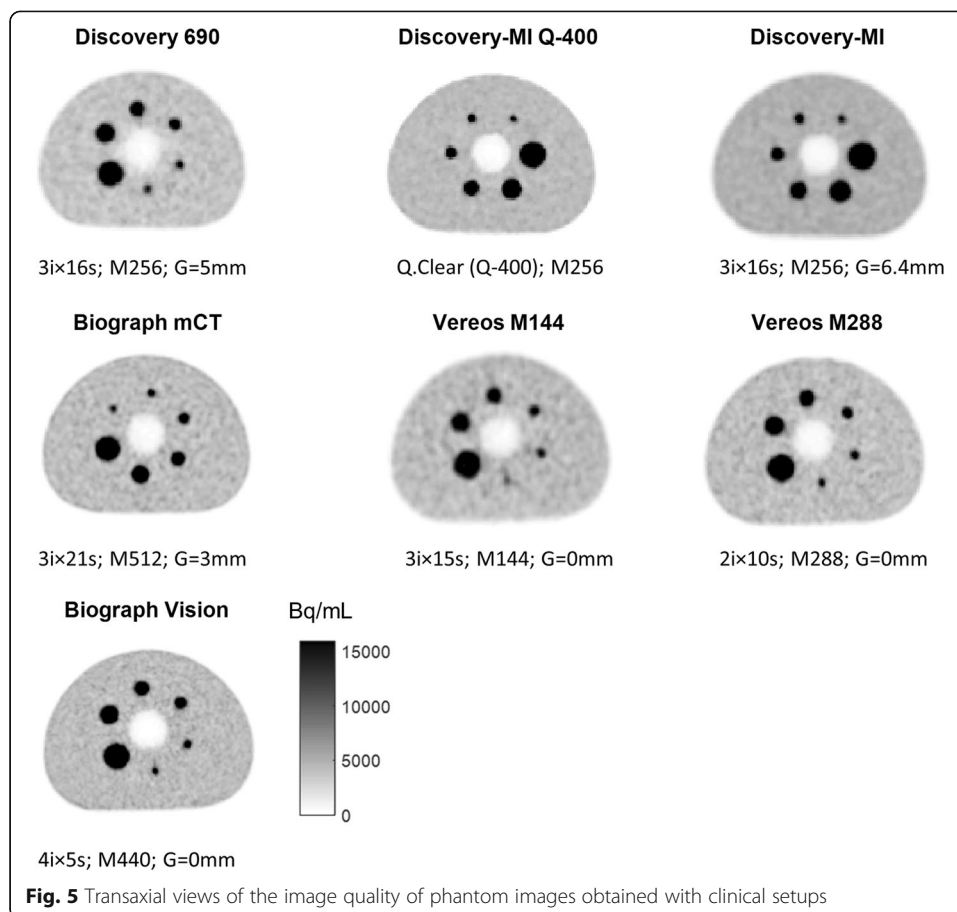 Discovery 690
Discovery-MI Q-400
Discovery-MI
3i×16s; M256; G=5mm
Q.Clear (Q-400); M256
3i×16s; M256; G=6.4mm
Biograph mCT
Vereos M144
Vereos M288
3i×21s; M512; G=3mm
3i×15s; M144; G=0mm
2i×10s; M288; G=0mm
Biograph Vision
Bq/mL
15000
10000
5000
0
4i×5s; M440; G=0mm
Fig. 5 Transaxial views of the image quality of phantom images obtained with clinical setups